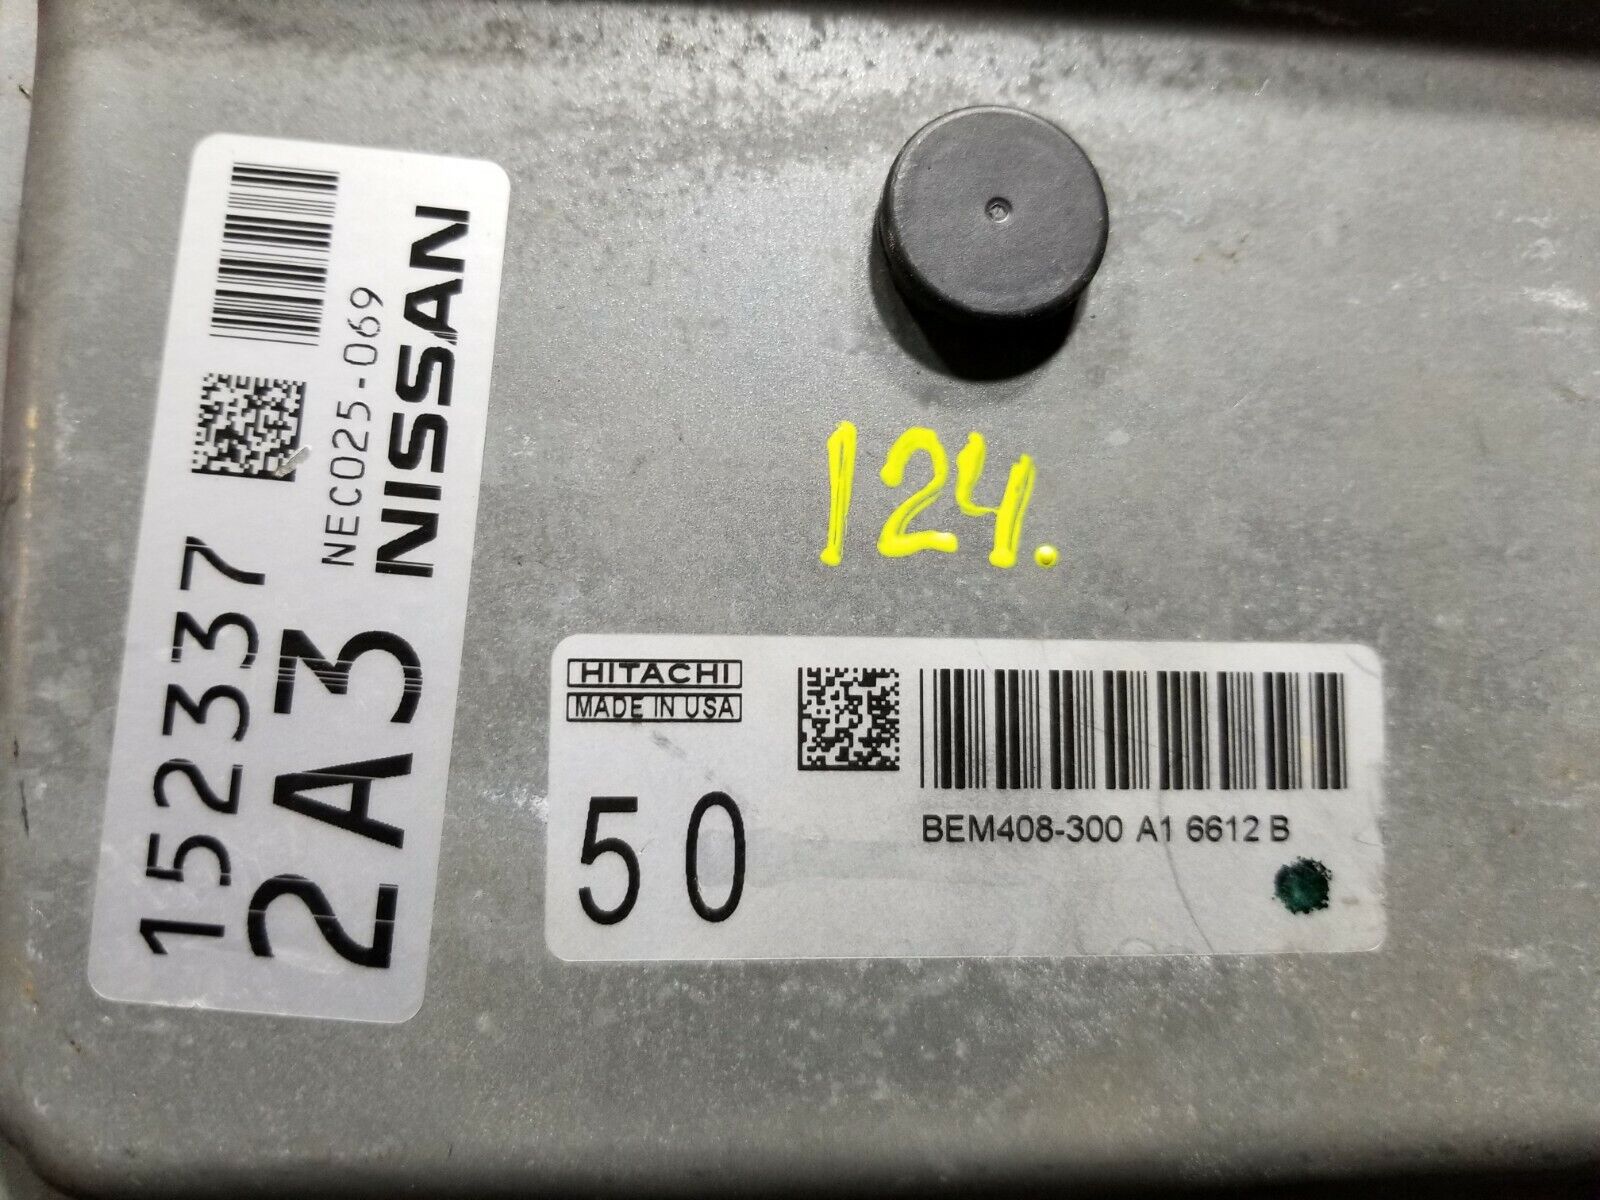 NISSAN
NEC025-069
2A3
152337
124.
HITACHI
MADE IN USA
50
BEM408-300 A1 6612 B